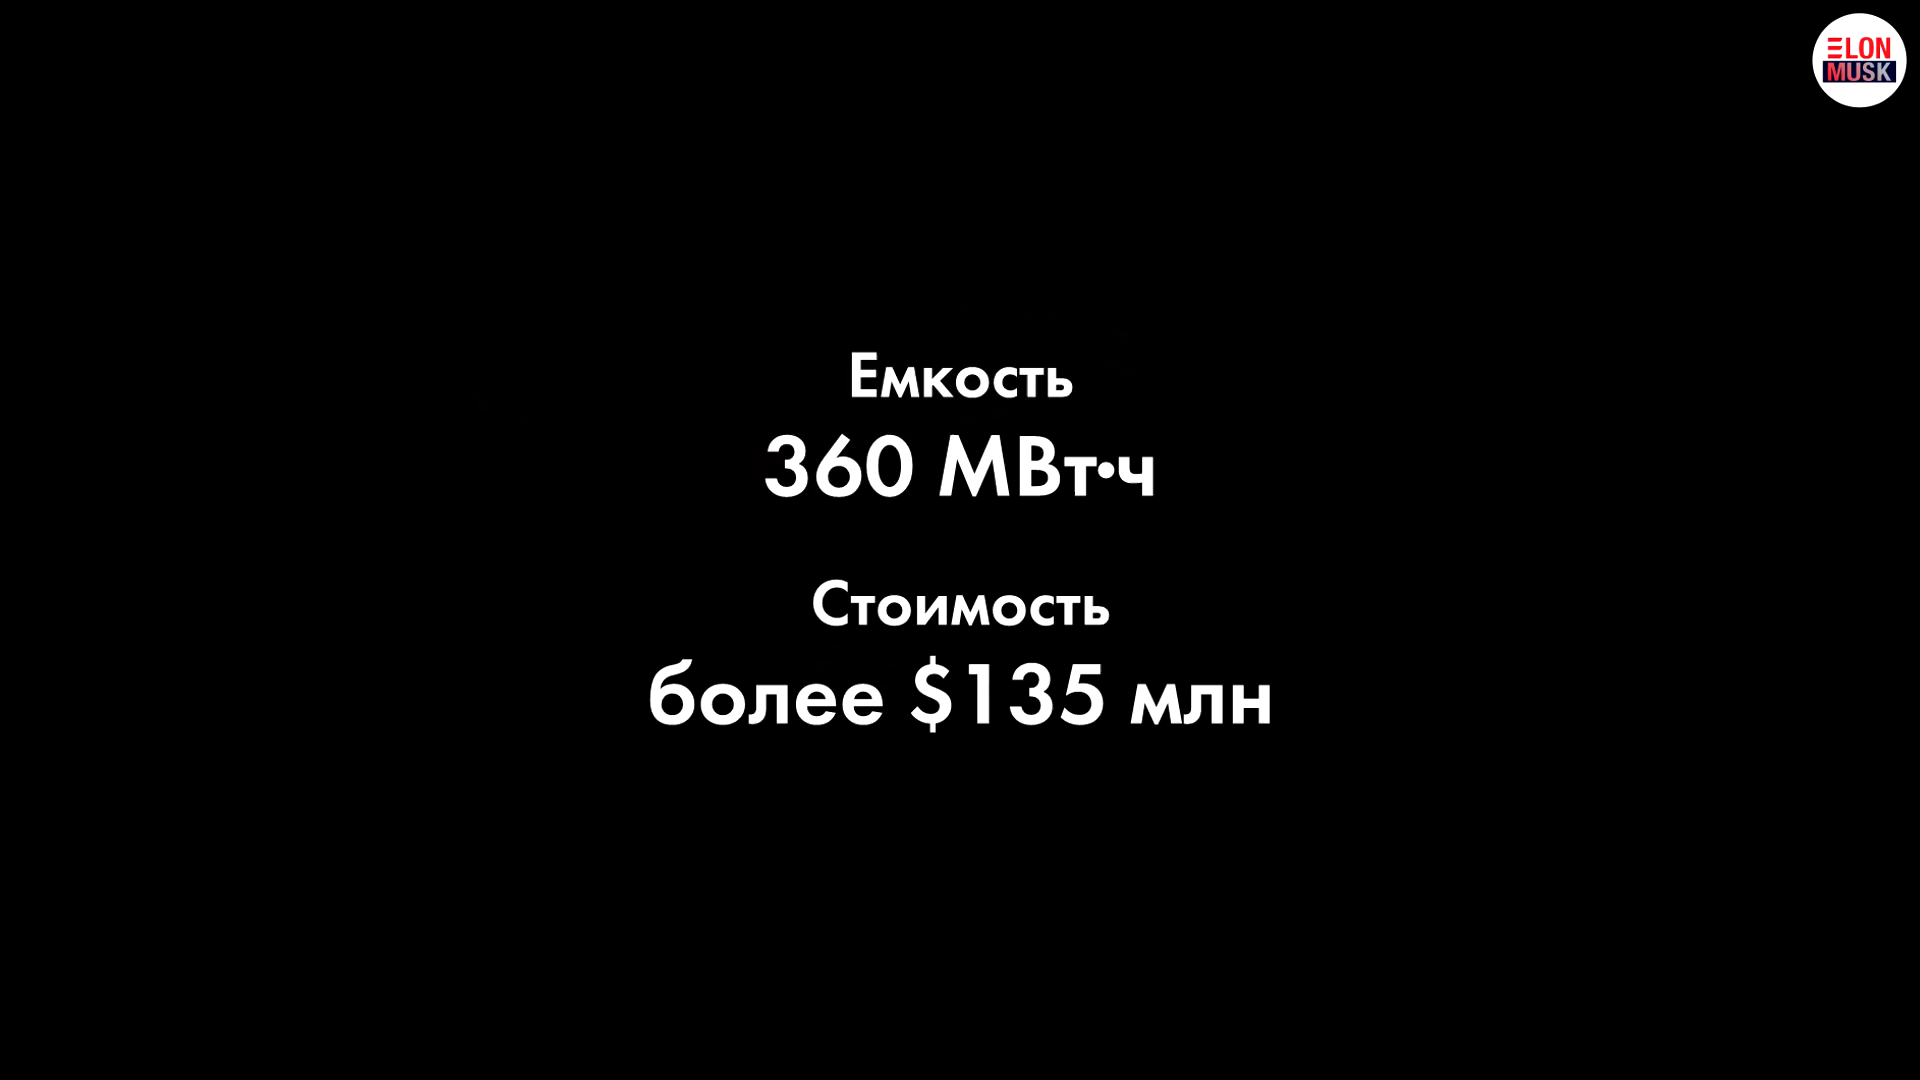 ELON
MUSK
Емкость
360 МВт·ч
Стоимость
более $135 млн